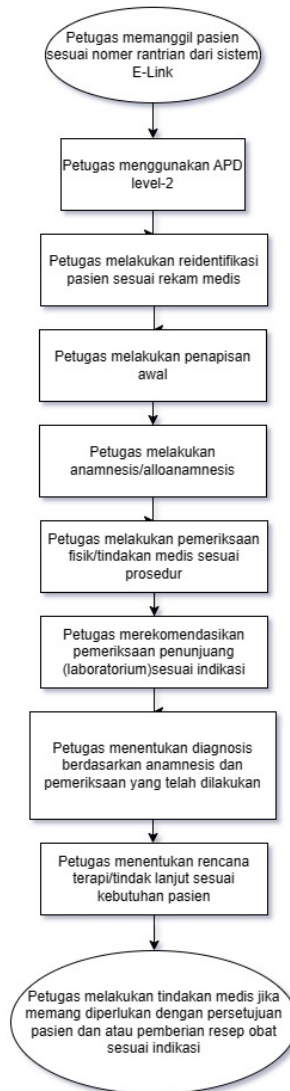 Petugas memanggil pasien
sesuai nomer rantrian dari sistem
E-Link
Petugas menggunakan APD
level-2
Petugas melakukan reidentifikasi
pasien sesuai rekam medis
Petugas melakukan penapisan
awal
Petugas melakukan
anamnesis/alloanamnesis
Petugas melakukan pemeriksaan
fisik/tindakan medis sesuai
prosedur
Petugas merekomendasikan
pemeriksaan penunjuang
(laboratorium)sesuai indikasi
Petugas menentukan diagnosis
berdasarkan anamnesis dan
pemeriksaan yang telah dilakukan
Petugas menentukan rencana
terapi/tindak lanjut sesuai
kebutuhan pasien
Petugas melakukan tindakan medis jika
memang diperlukan dengan persetujuan
pasien dan atau pemberian resep obat
sesuai indikasi